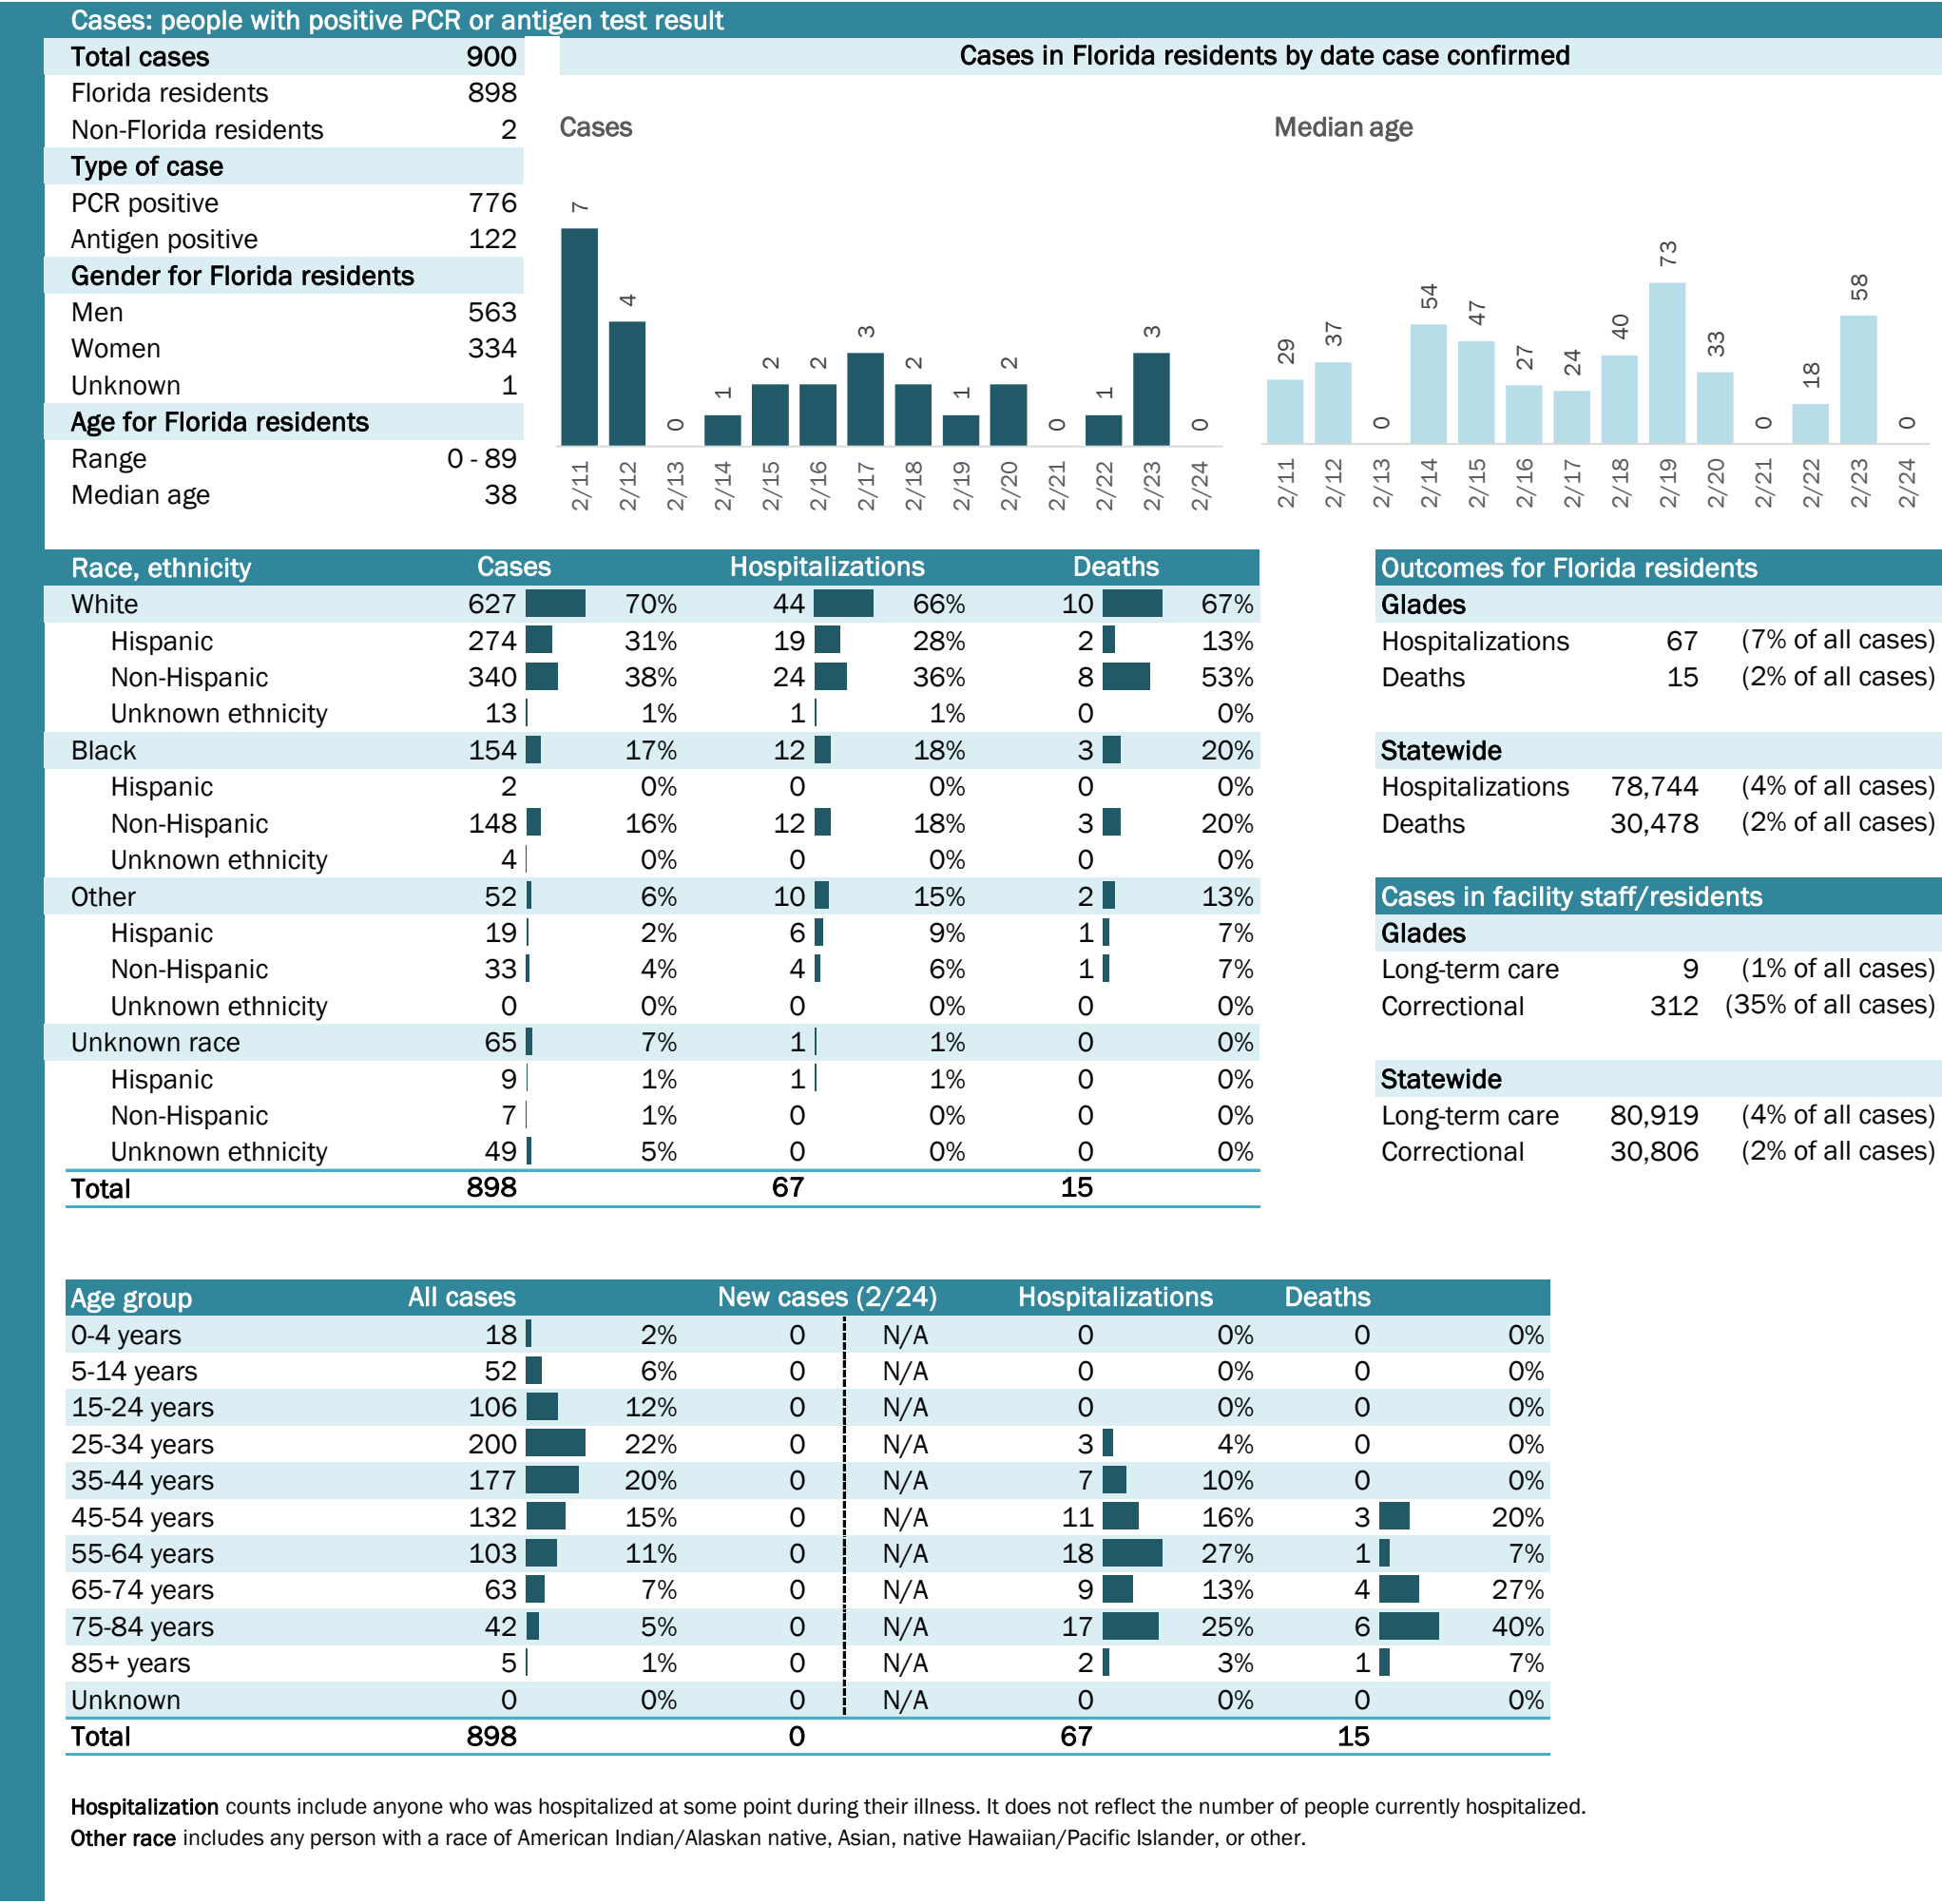 Cases: people with positive PCR or antigen test result
Total cases 900
Florida residents 898
Non-Florida residents 2
Type of case
PCR positive 776
Antigen positive 122
Gender for Florida residents
Men 563
Women 334
Unknown 1
Age for Florida residents
Range 0 - 89
Median age 38
Cases in Florida residents by date case confirmed
Cases
7 4 0 1 2 2 3 2 1 2 0 1 3 0
2/11 2/12 2/13 2/14 2/15 2/16 2/17 2/18 2/19 2/20 2/21 2/22 2/23 2/24
Median age
29 37 0 54 47 27 24 40 73 33 0 18 58 0
2/11 2/12 2/13 2/14 2/15 2/16 2/17 2/18 2/19 2/20 2/21 2/22 2/23 2/24
Race, ethnicity Cases Hospitalizations Deaths
White 627 70% 44 66% 10 67%
Hispanic 274 31% 19 28% 2 13%
Non-Hispanic 340 38% 24 36% 8 53%
Unknown ethnicity 13 1% 1 1% 0 0%
Black 154 17% 12 18% 3 20%
Hispanic 2 0% 0 0% 0 0%
Non-Hispanic 148 16% 12 18% 3 20%
Unknown ethnicity 4 0% 0 0% 0 0%
Other 52 6% 10 15% 2 13%
Hispanic 19 2% 6 9% 1 7%
Non-Hispanic 33 4% 4 6% 1 7%
Unknown ethnicity 0 0% 0 0% 0 0%
Unknown race 65 7% 1 1% 0 0%
Hispanic 9 1% 1 1% 0 0%
Non-Hispanic 7 1% 0 0% 0 0%
Unknown ethnicity 49 5% 0 0% 0 0%
Total 898 67 15
Outcomes for Florida residents
Glades
Hospitalizations 67 (7% of all cases)
Deaths 15 (2% of all cases)
Statewide
Hospitalizations 78,744 (4% of all cases)
Deaths 30,478 (2% of all cases)
Cases in facility staff/residents
Glades
Long-term care 9 (1% of all cases)
Correctional 312 (35% of all cases)
Statewide
Long-term care 80,919 (4% of all cases)
Correctional 30,806 (2% of all cases)
Age group All cases New cases (2/24) Hospitalizations Deaths
0-4 years 18 2% 0 N/A 0 0% 0 0%
5-14 years 52 6% 0 N/A 0 0% 0 0%
15-24 years 106 12% 0 N/A 0 0% 0 0%
25-34 years 200 22% 0 N/A 3 4% 0 0%
35-44 years 177 20% 0 N/A 7 10% 0 0%
45-54 years 132 15% 0 N/A 11 16% 3 20%
55-64 years 103 11% 0 N/A 18 27% 1 7%
65-74 years 63 7% 0 N/A 9 13% 4 27%
75-84 years 42 5% 0 N/A 17 25% 6 40%
85+ years 5 1% 0 N/A 2 3% 1 7%
Unknown 0 0% 0 N/A 0 0% 0 0%
Total 898 0 67 15
Hospitalization counts include anyone who was hospitalized at some point during their illness. It does not reflect the number of people currently hospitalized.
Other race includes any person with a race of American Indian/Alaskan native, Asian, native Hawaiian/Pacific Islander, or other.